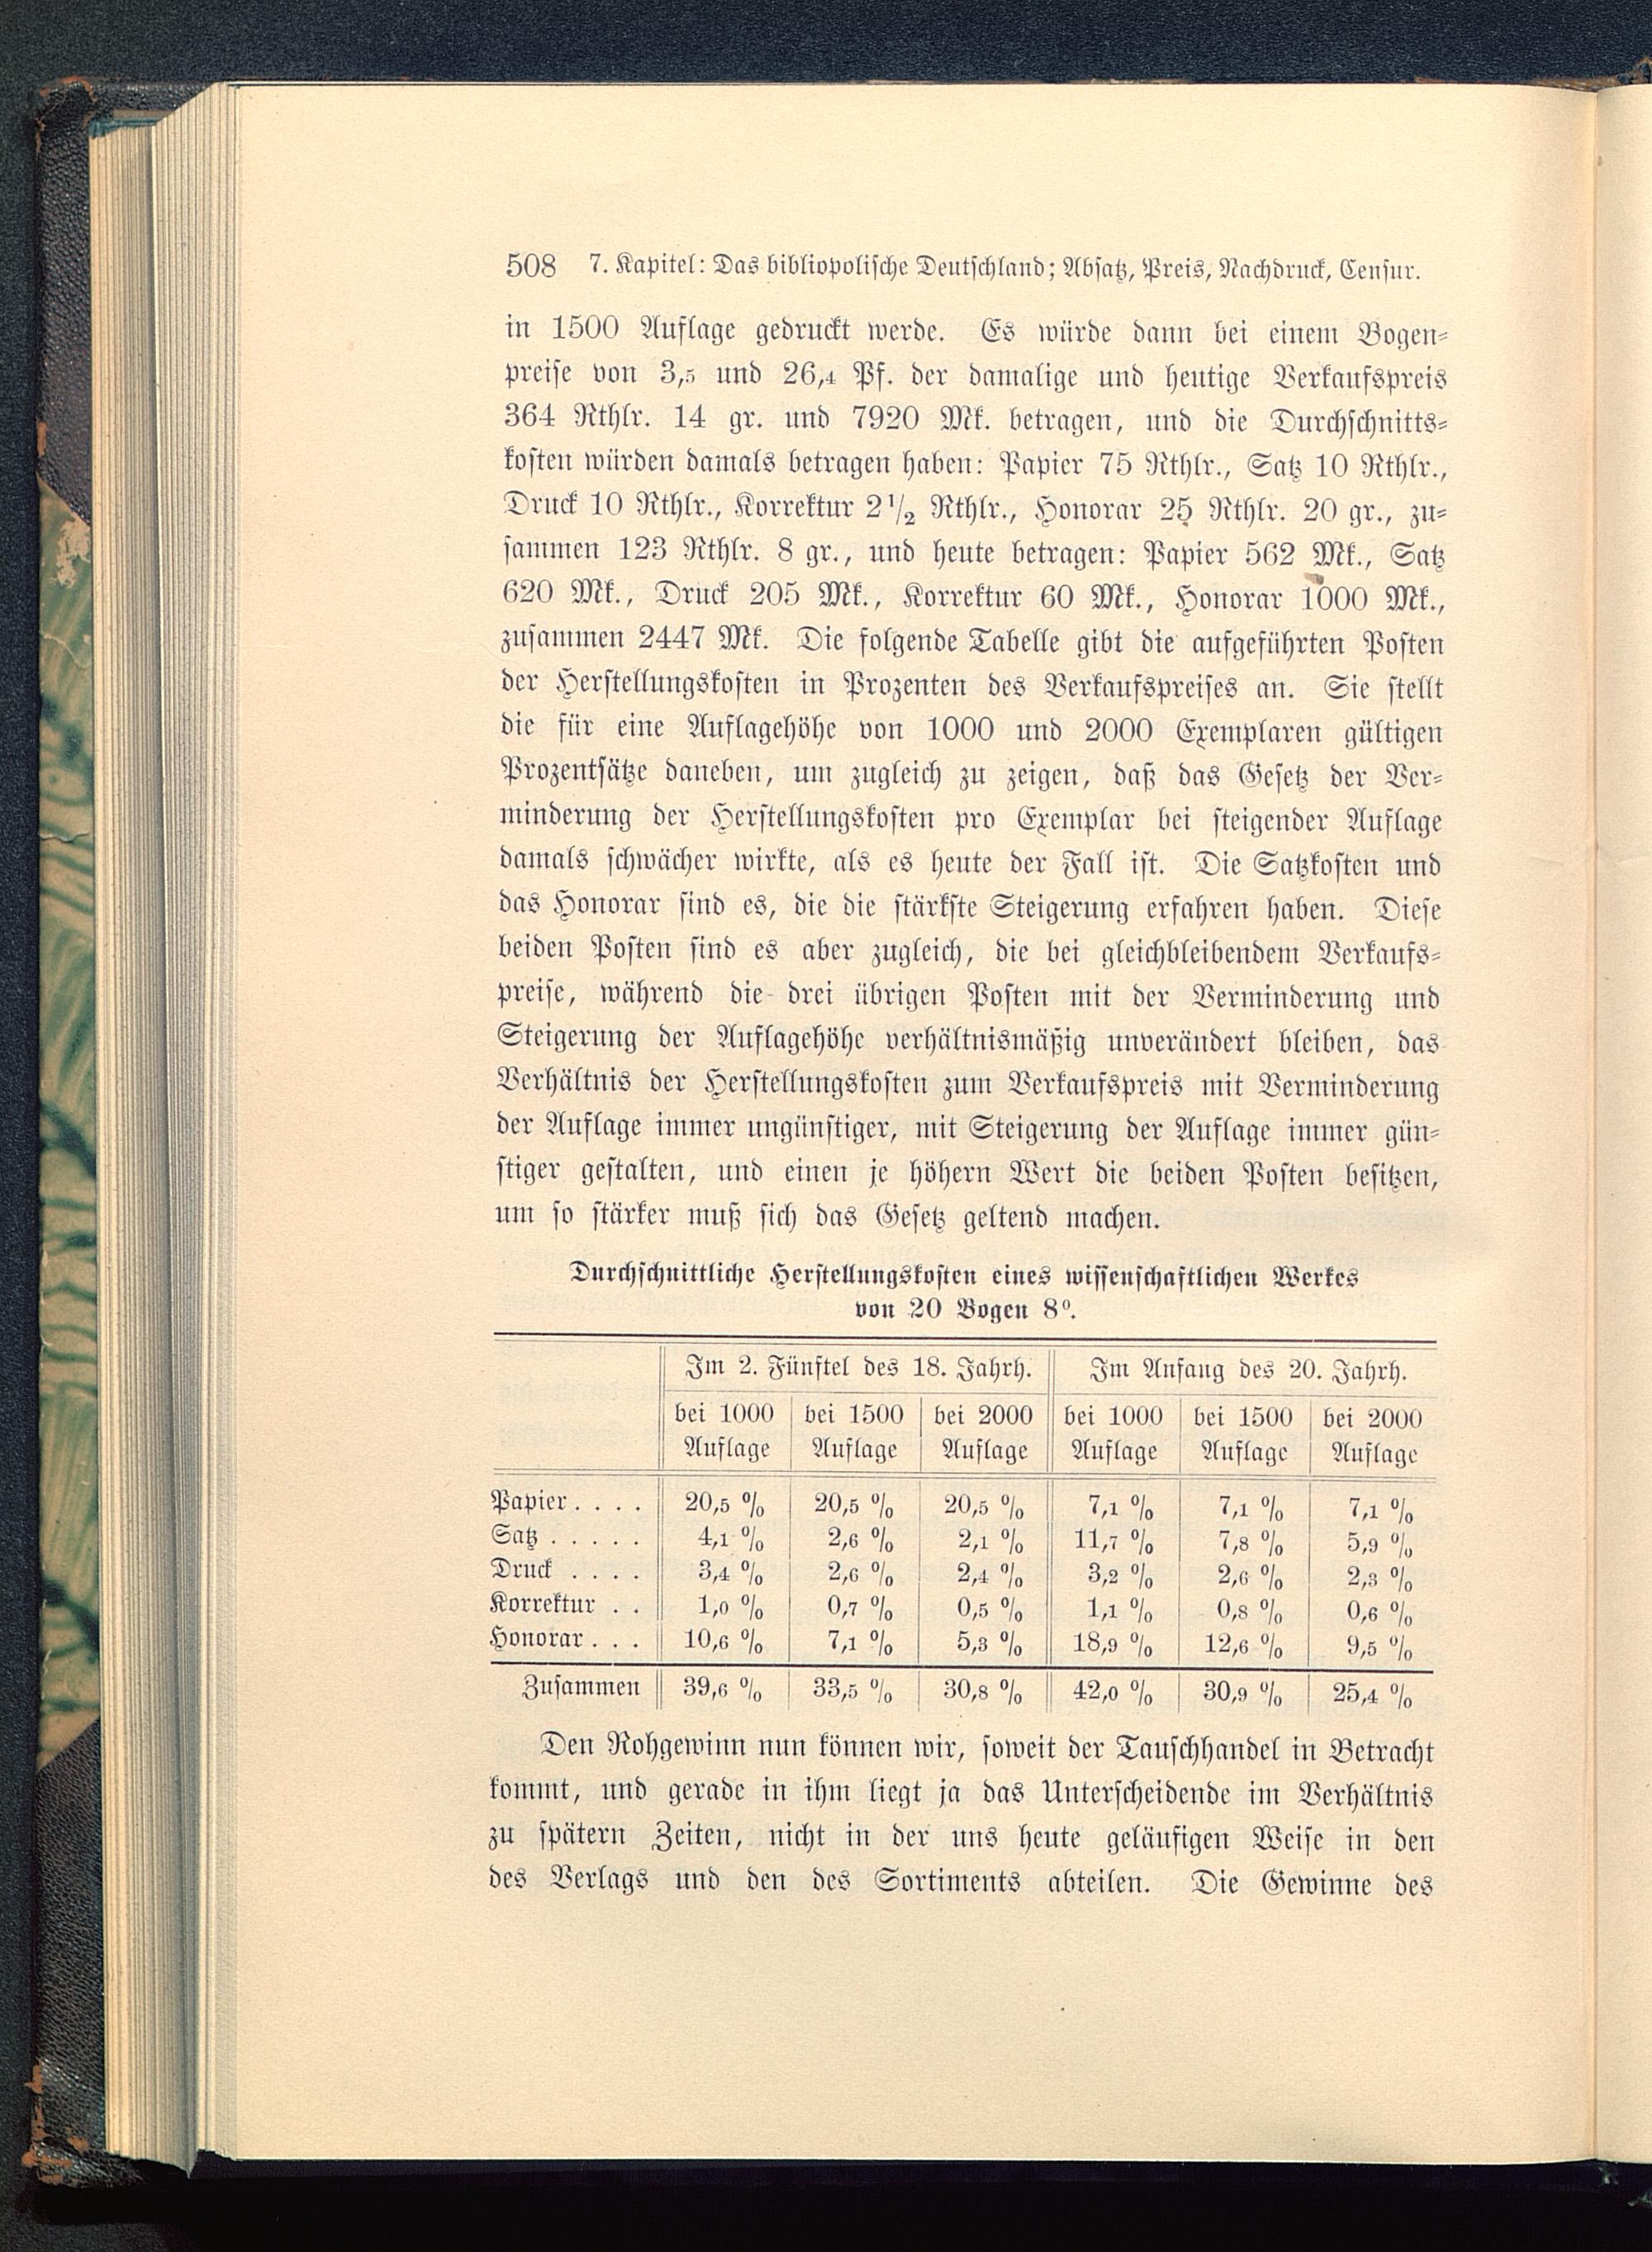 508 7. Kapitel: Das bibliopolische Deutschland; Absatz, Preis, Nachdruck, Censur.
in 1500 Auflage gedruckt werde. Es würde dann bei einem Bogen-
preise von 3,5 und 26,4 Pf. der damalige und heutige Verkaufspreis
364 Rthlr. 14 gr. und 7920 Mk. betragen, und die Durchschnitts-
kosten würden damals betragen haben: Papier 75 Rthlr., Satz 10 Rthlr.,
Druck 10 Rthlr., Korrektur 2 1/2 Rthlr., Honorar 25 Rthlr. 20 gr., zu-
sammen 123 Rthlr. 8 gr., und heute betragen: Papier 562 Mk., Satz
620 Mk., Druck 205 Mk., Korrektur 60 Mk., Honorar 1000 Mk.,
zusammen 2447 Mk. Die folgende Tabelle gibt die aufgeführten Posten
der Herstellungskosten in Prozenten des Verkaufspreises an. Sie stellt
die für eine Auflagehöhe von 1000 und 2000 Exemplaren gültigen
Prozentsätze daneben, um zugleich zu zeigen, daß das Gesetz der Ver-
minderung der Herstellungskosten pro Exemplar bei steigender Auflage
damals schwächer wirkte, als es heute der Fall ist. Die Satzkosten und
das Honorar sind es, die die stärkste Steigerung erfahren haben. Diese
beiden Posten sind es aber zugleich, die bei gleichbleibendem Verkaufs-
preise, während die drei übrigen Posten mit der Verminderung und
Steigerung der Auflagehöhe verhältnismäßig unverändert bleiben, das
Verhältnis der Herstellungskosten zum Verkaufspreis mit Verminderung
der Auflage immer ungünstiger, mit Steigerung der Auflage immer gün-
stiger gestalten, und einen je höhern Wert die beiden Posten besitzen,
um so stärker muß sich das Gesetz geltend machen.
Durchschnittliche Herstellungskosten eines wissenschaftlichen Werkes
von 20 Bogen 8⁰.
Im 2. Fünftel des 18. Jahrh. Im Anfang des 20. Jahrh.
bei 1000 bei 1500 bei 2000 bei 1000 bei 1500 bei 2000
Auflage Auflage Auflage Auflage Auflage Auflage
Papier.... 20,5 % 20,5 % 20,5 % 7,1 % 7,1 % 7,1 %
Satz..... 4,1 % 2,6 % 2,1 % 11,7 % 7,8 % 5,9 %
Druck .... 3,4 % 2,6 % 2,4 % 3,2 % 2,6 % 2,3 %
Korrektur .. 1,0 % 0,7 % 0,5 % 1,1 % 0,8 % 0,6 %
Honorar... 10,6 % 7,1 % 5,3 % 18,9 % 12,6 % 9,5 %
Zusammen 39,6 % 33,5 % 30,8 % 42,0 % 30,9 % 25,4 %
Den Rohgewinn nun können wir, soweit der Tauschhandel in Betracht
kommt, und gerade in ihm liegt ja das Unterscheidende im Verhältnis
zu spätern Zeiten, nicht in der uns heute geläufigen Weise in den
des Verlags und den des Sortiments abteilen. Die Gewinne des